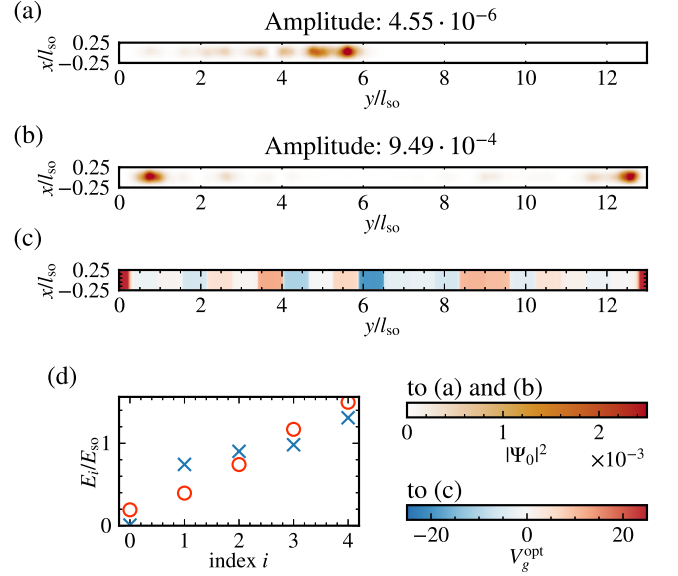 (a)
Amplitude: 4.55 · 10⁻⁶
x/l_so
0.25
−0.25
0 2 4 6 8 10 12
y/l_so
(b)
Amplitude: 9.49 · 10⁻⁴
x/l_so
0.25
−0.25
0 2 4 6 8 10 12
y/l_so
(c)
x/l_so
0.25
−0.25
0 2 4 6 8 10 12
y/l_so
(d)
E_i/E_so
1
0
0 1 2 3 4
index i
to (a) and (b)
0 1 2
|Ψ₀|² ×10⁻³
to (c)
−20 0 20
V_g^opt